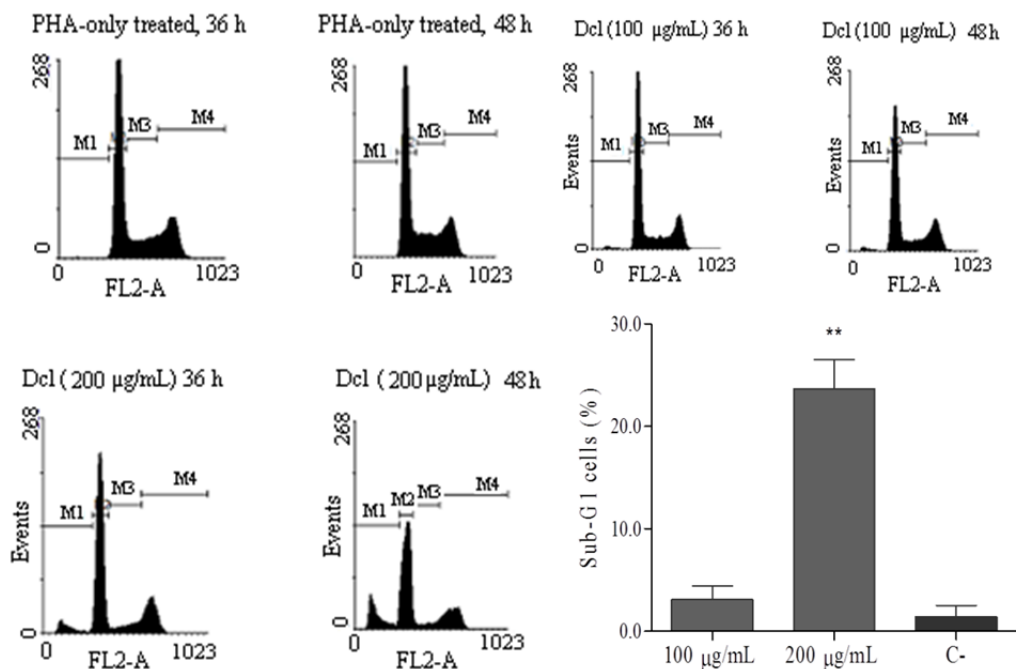 PHA-only treated, 36 h
268
M1
M3
M4
0
0
1023
FL2-A
PHA-only treated, 48 h
268
M1
M3
M4
0
0
1023
FL2-A
Dcl (100 µg/mL) 36 h
268
Events
M1
M3
M4
0
0
1023
FL2-A
Dcl (100 µg/mL) 48 h
268
Events
M1
M3
M4
0
0
1023
FL2-A
Dcl ( 200 µg/mL) 36 h
268
Events
M1
M3
M4
0
0
1023
FL2-A
Dcl (200 µg/mL) 48 h
268
M1
M2
M3
M4
0
0
1023
FL2-A
Sub-G1 cells (%)
30.0
20.0
10.0
0.0
**
100 µg/mL
200 µg/mL
C-